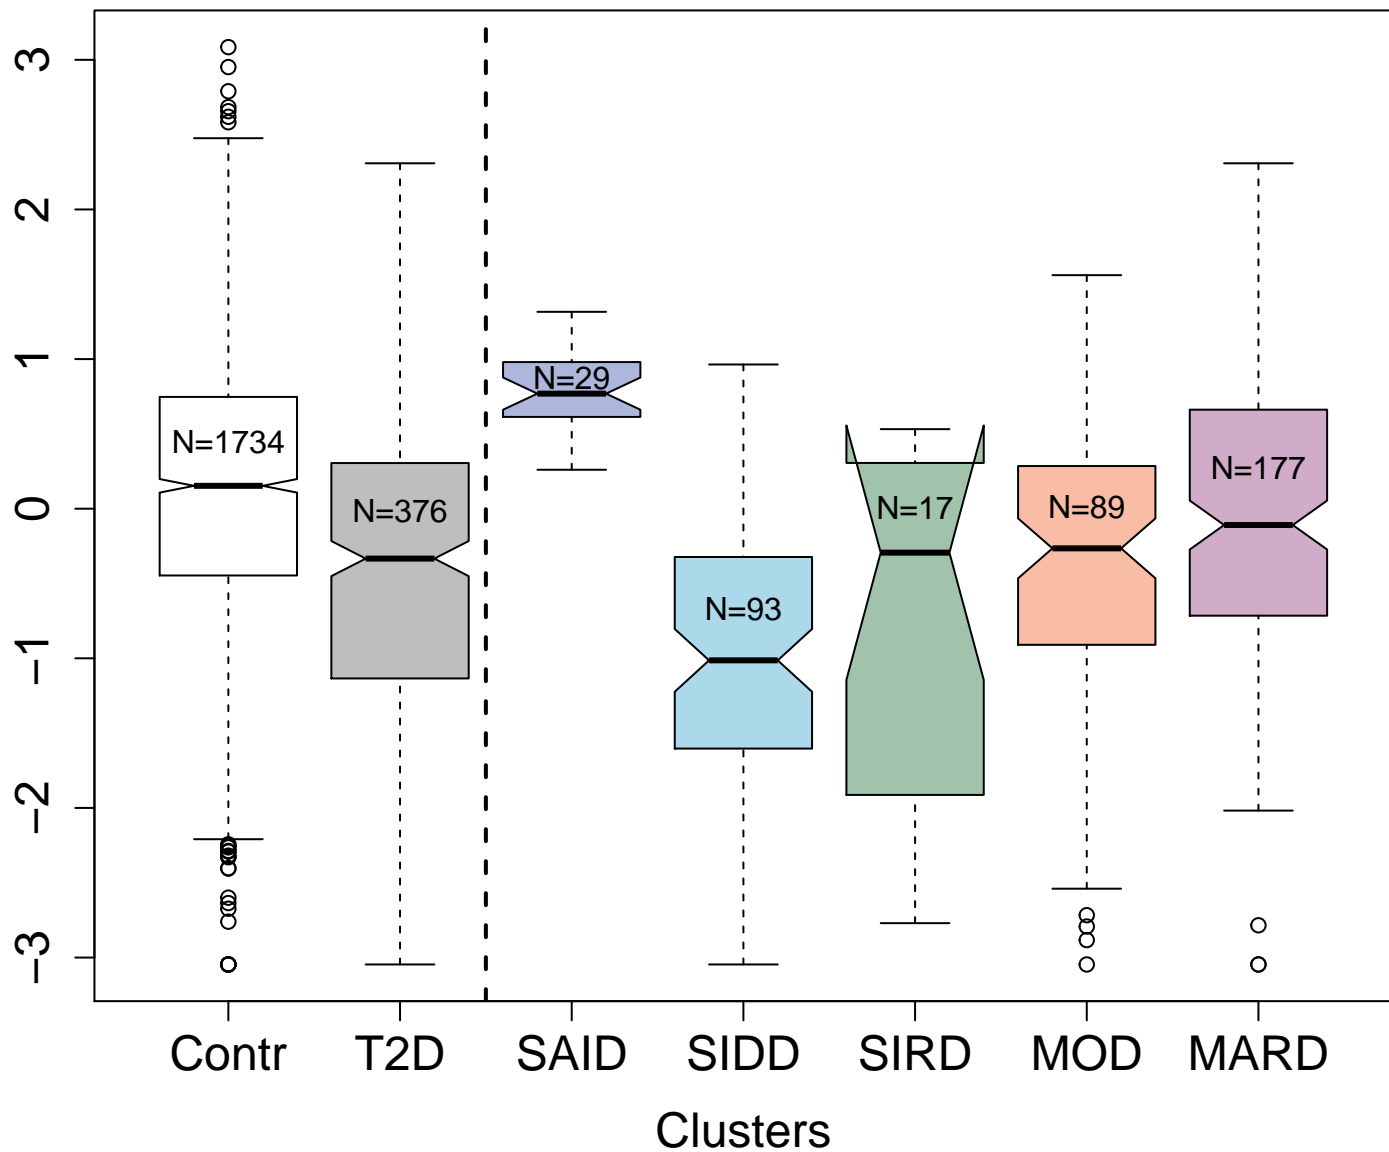 3
2
1
0
−1
−2
−3
N=1734
N=376
N=29
N=93
N=17
N=89
N=177
Contr T2D SAID SIDD SIRD MOD MARD
Clusters